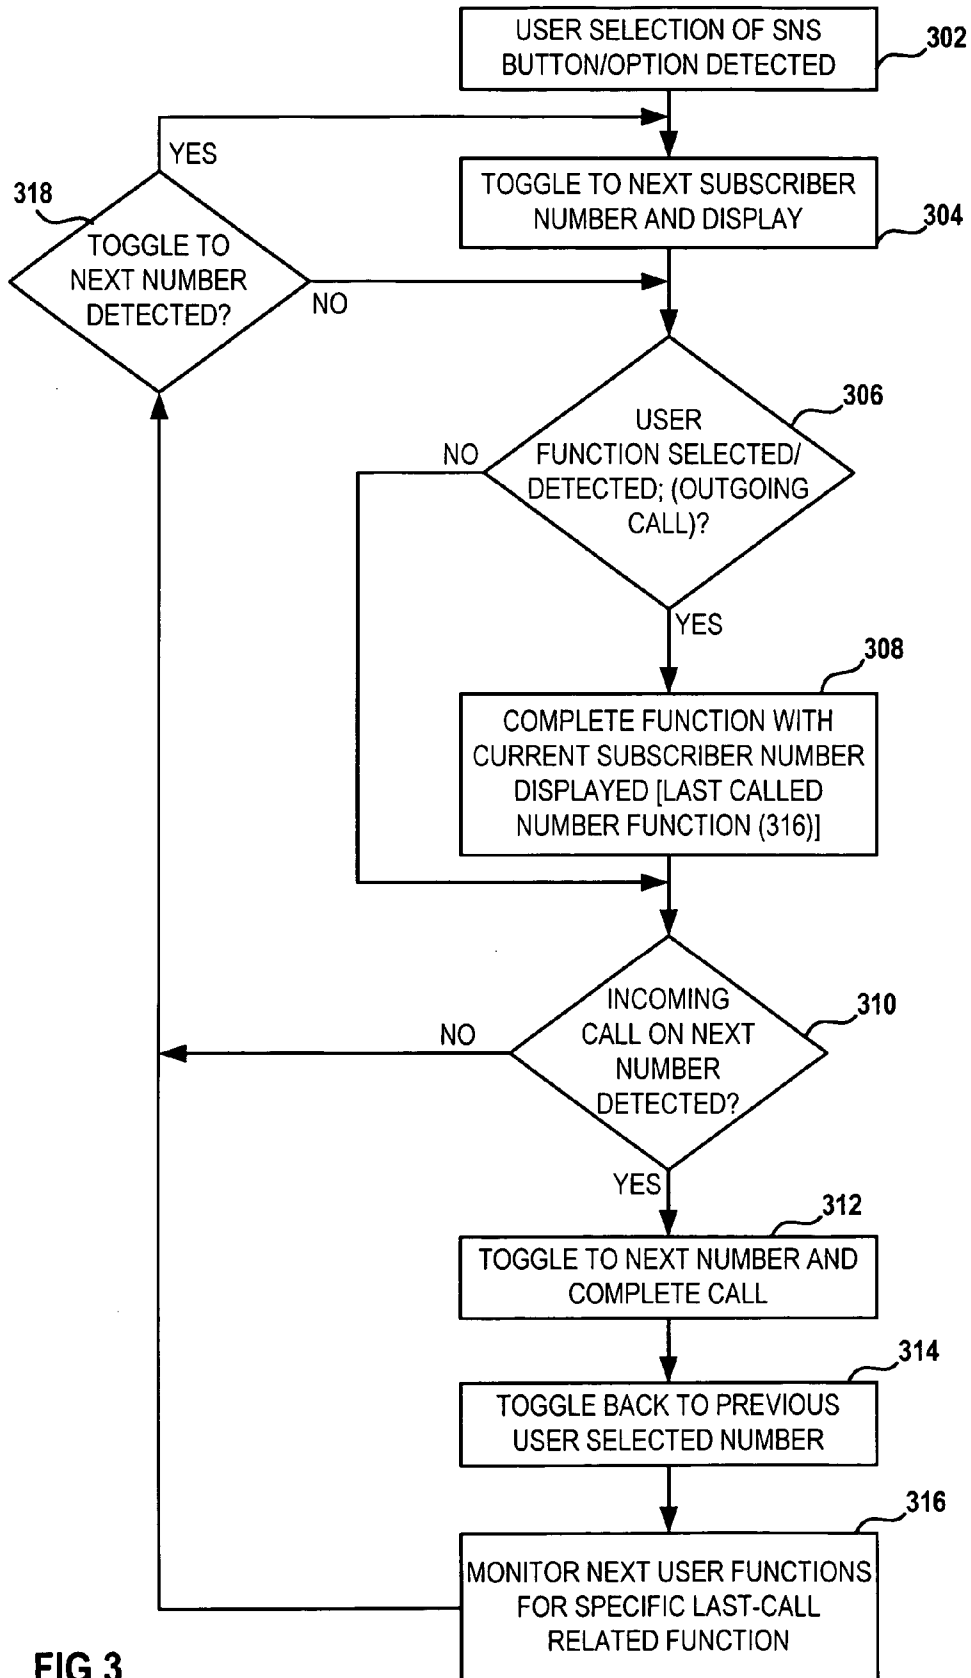 USER SELECTION OF SNS
BUTTON/OPTION DETECTED
302
YES
TOGGLE TO NEXT SUBSCRIBER
NUMBER AND DISPLAY
304
318
TOGGLE TO
NEXT NUMBER
DETECTED?
NO
306
USER
FUNCTION SELECTED/
DETECTED; (OUTGOING
CALL)?
NO
YES
308
COMPLETE FUNCTION WITH
CURRENT SUBSCRIBER NUMBER
DISPLAYED [LAST CALLED
NUMBER FUNCTION (316)]
310
INCOMING
CALL ON NEXT
NUMBER
DETECTED?
NO
YES
312
TOGGLE TO NEXT NUMBER AND
COMPLETE CALL
314
TOGGLE BACK TO PREVIOUS
USER SELECTED NUMBER
316
MONITOR NEXT USER FUNCTIONS
FOR SPECIFIC LAST-CALL
RELATED FUNCTION
FIG 3